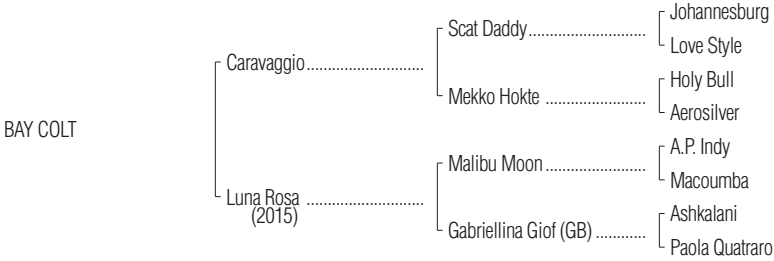 Johannesburg
Scat Daddy
Love Style
Caravaggio
Holy Bull
Mekko Hokte
Aerosilver
BAY COLT
A.P. Indy
Malibu Moon
Macoumba
Luna Rosa
(2015)
Ashkalani
Gabriellina Giof (GB)
Paola Quatraro